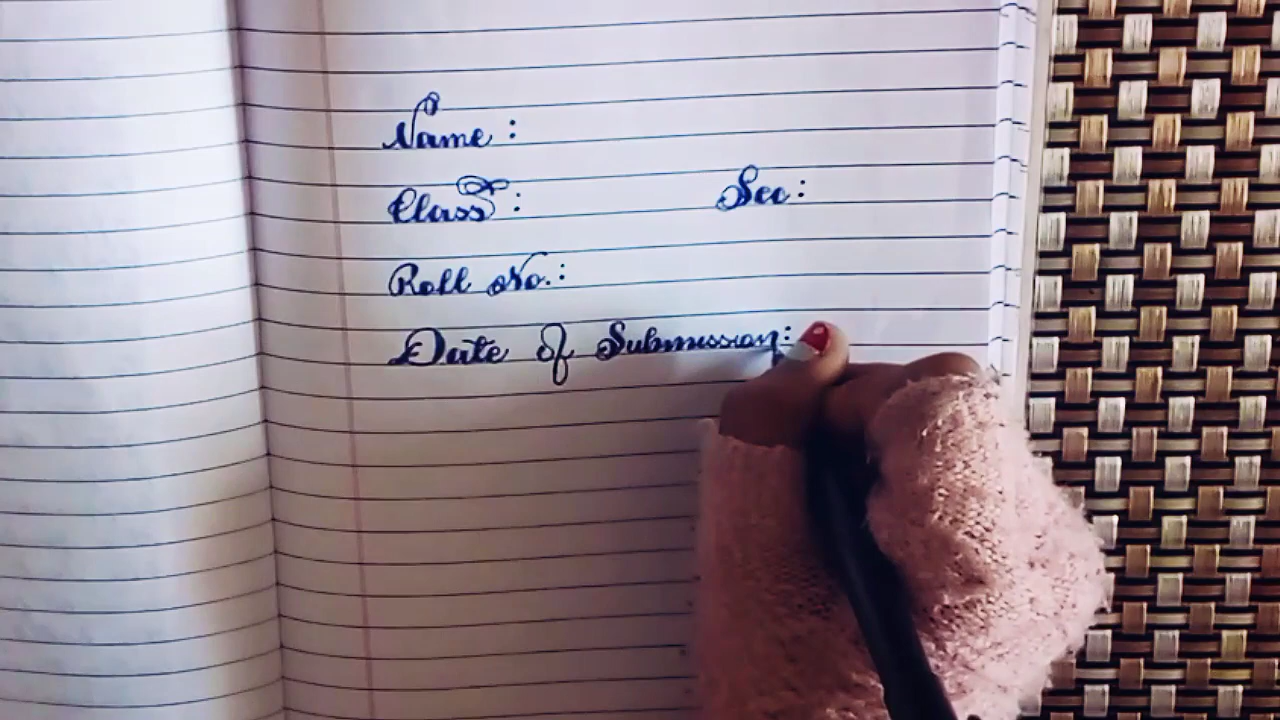 Name :
Class : Sec :
Roll No. :
Date of Submission :